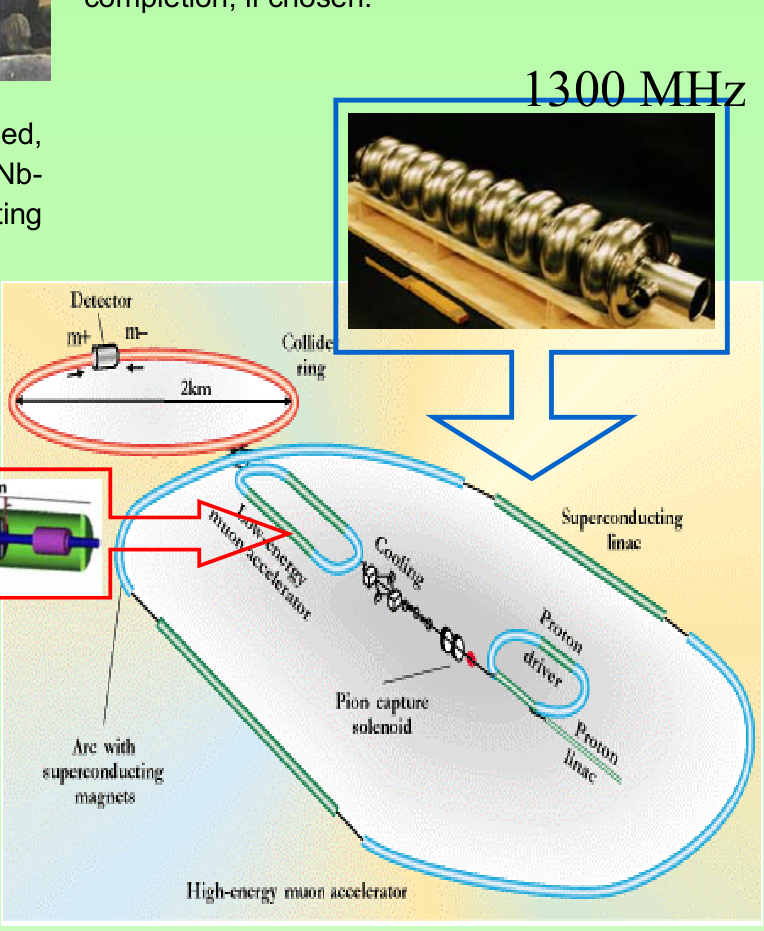 completion, if chosen.
1300 MHz
ed,
Nb-
ting
Detector
m+
m–
Collider
ring
2km
m
Superconducting
linac
Low-energy
muon accelerator
Cooling
Proton
driver
Pion capture
solenoid
Proton
linac
Arc with
superconducting
magnets
High-energy muon accelerator